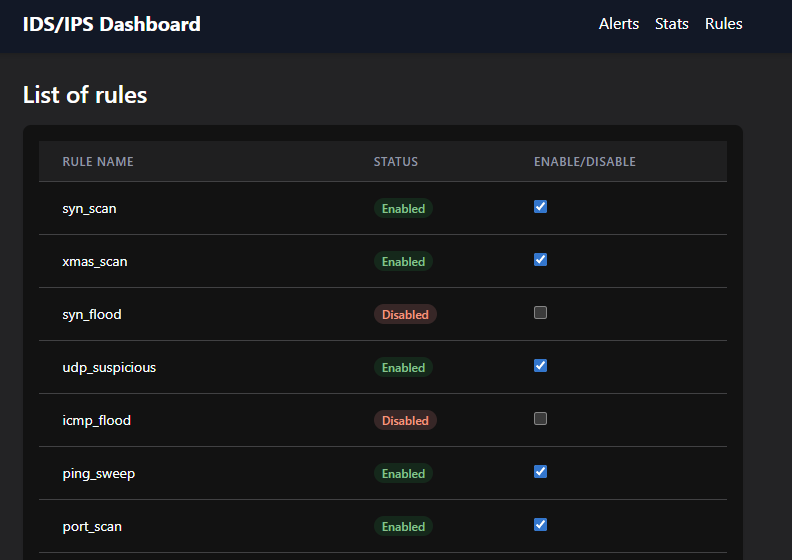 IDS/IPS Dashboard Alerts Stats Rules
List of rules
RULE NAME STATUS ENABLE/DISABLE
syn_scan Enabled
xmas_scan Enabled
syn_flood Disabled
udp_suspicious Enabled
icmp_flood Disabled
ping_sweep Enabled
port_scan Enabled